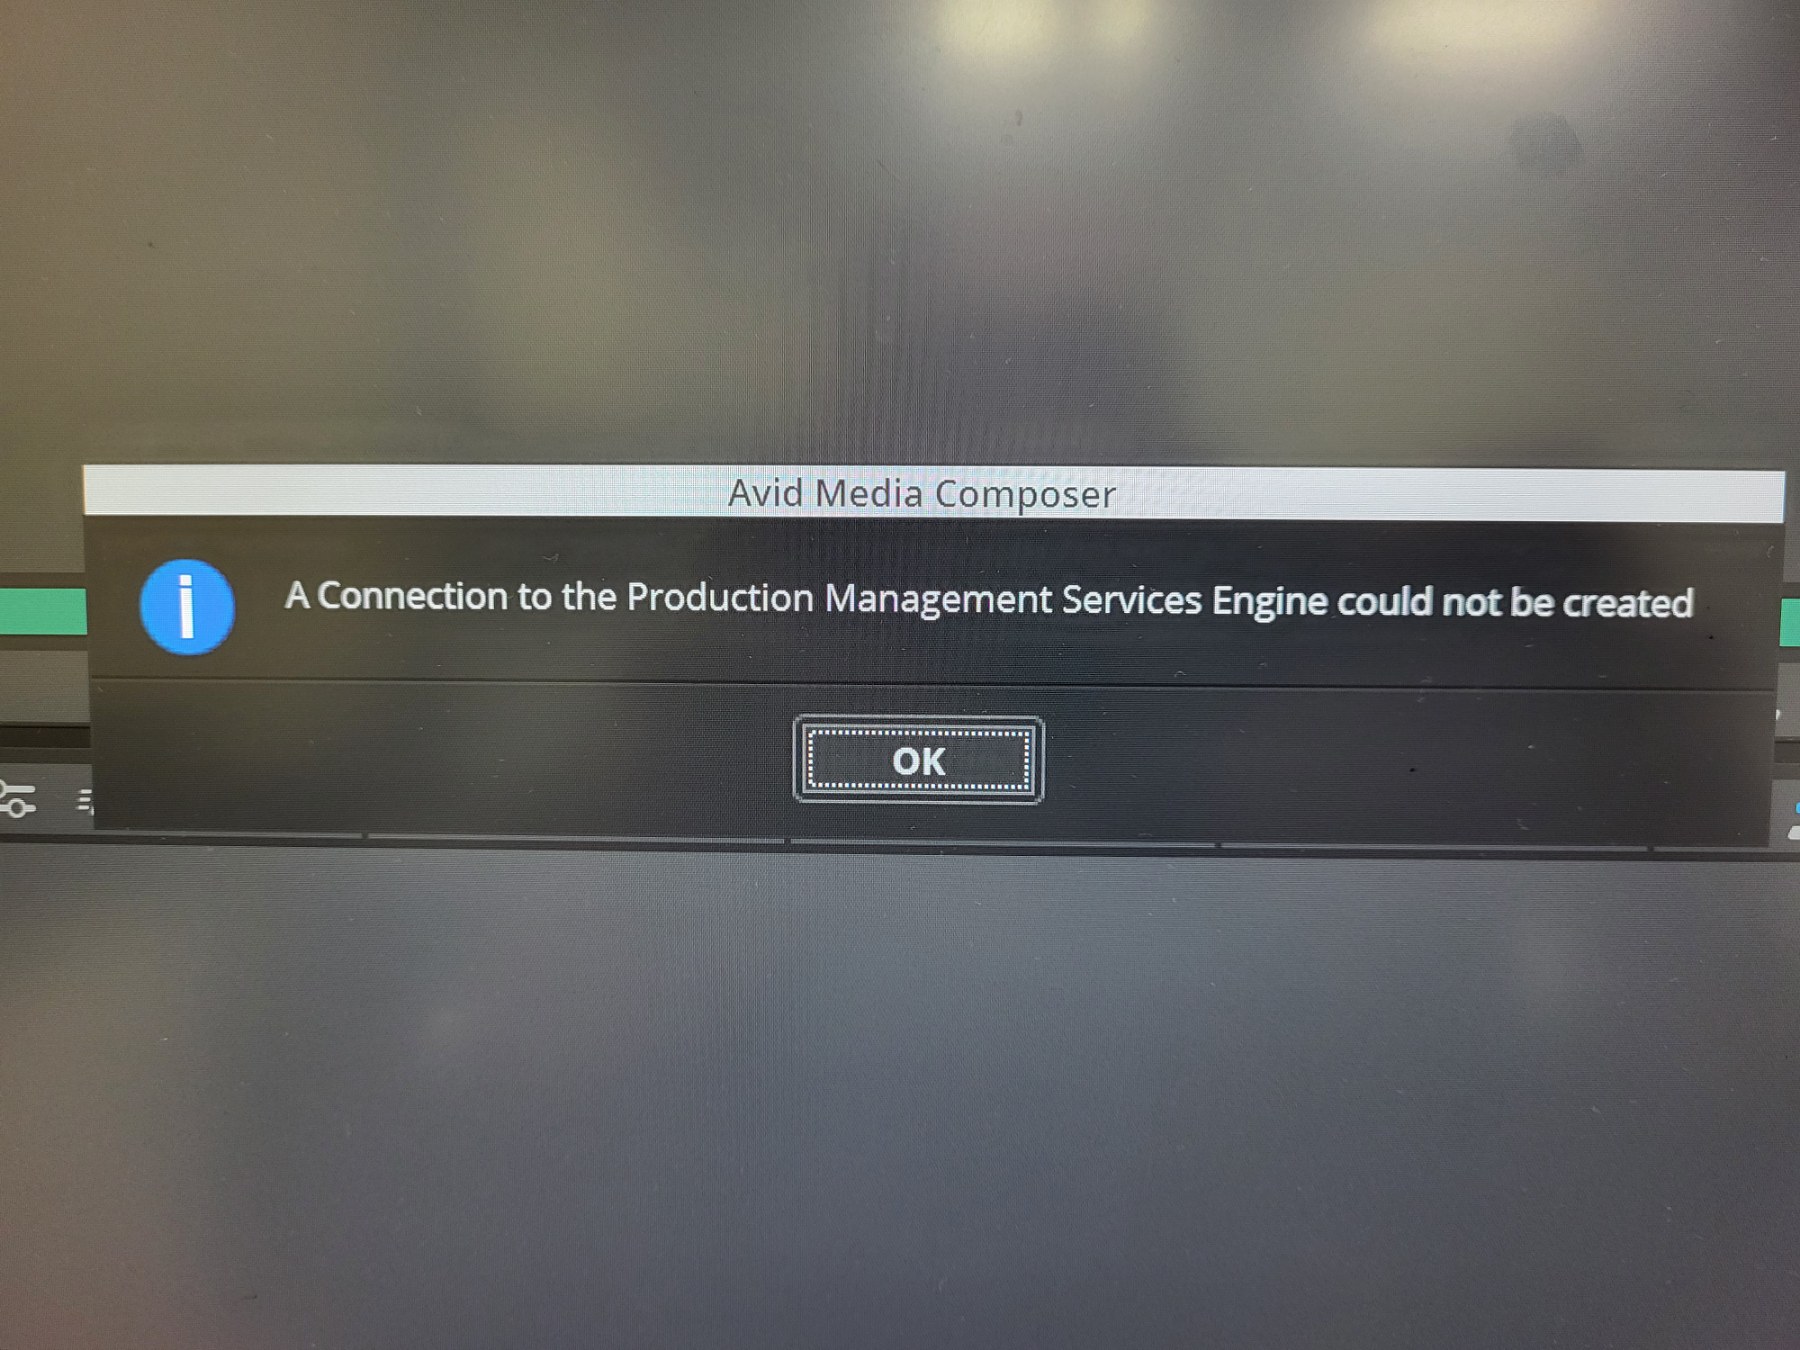 Avid Media Composer
i
A Connection to the Production Management Services Engine could not be created
OK